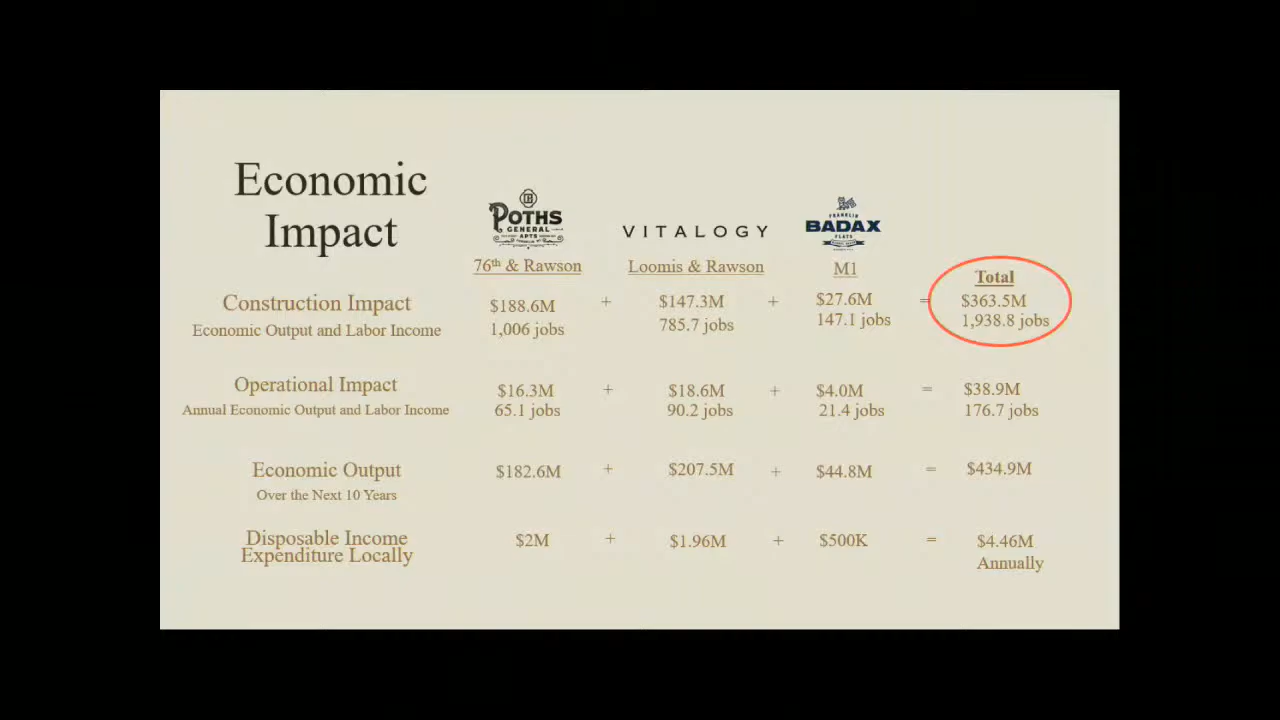 Economic
Impact
POTHS
GENERAL
APTS
VITALOGY
FRANKLIN
BADAX
FLATS
76th & Rawson
Loomis & Rawson
M1
Total
Construction Impact
Economic Output and Labor Income
$188.6M
1,006 jobs
+
$147.3M
785.7 jobs
+
$27.6M
147.1 jobs
=
$363.5M
1,938.8 jobs
Operational Impact
Annual Economic Output and Labor Income
$16.3M
65.1 jobs
+
$18.6M
90.2 jobs
+
$4.0M
21.4 jobs
=
$38.9M
176.7 jobs
Economic Output
Over the Next 10 Years
$182.6M
+
$207.5M
+
$44.8M
=
$434.9M
Disposable Income
Expenditure Locally
$2M
+
$1.96M
+
$500K
=
$4.46M
Annually